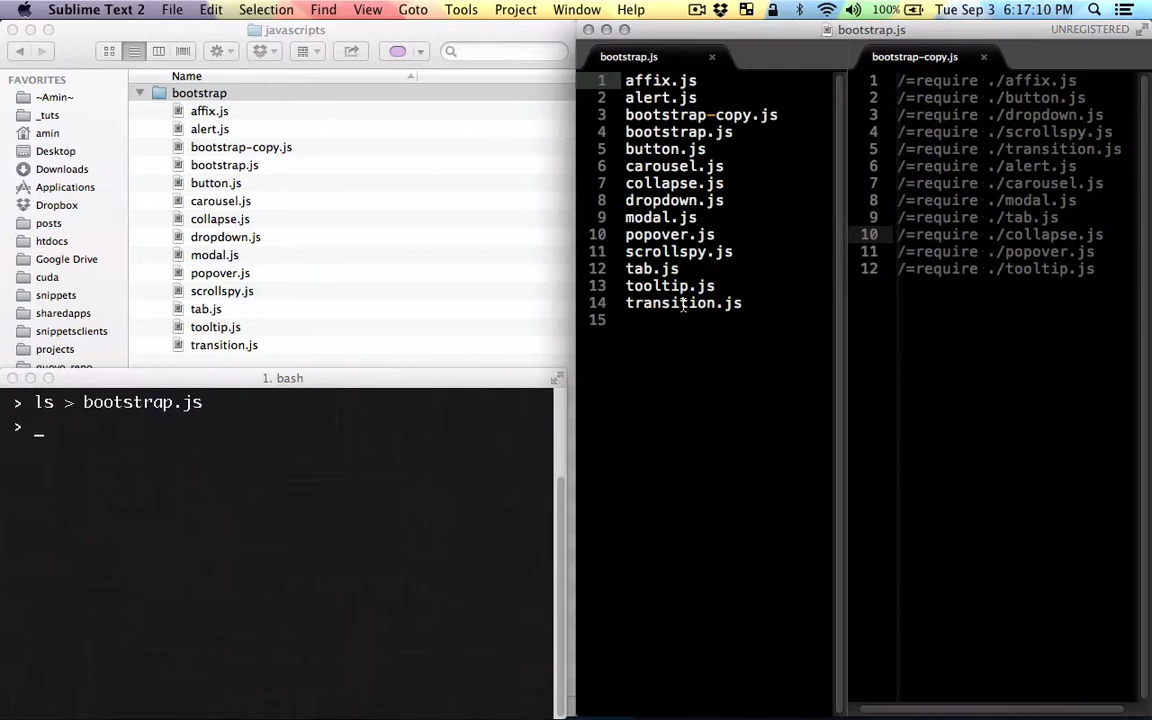 Sublime Text 2 File Edit Selection Find View Goto Tools Project Window Help 100% Tue Sep 3 6:17:10 PM
javascripts
FAVORITES
~Amin~
_tuts
amin
Desktop
Downloads
Applications
Dropbox
posts
htdocs
Google Drive
cuda
snippets
sharedapps
snippetsclients
projects
Name
bootstrap
affix.js
alert.js
bootstrap-copy.js
bootstrap.js
button.js
carousel.js
collapse.js
dropdown.js
modal.js
popover.js
scrollspy.js
tab.js
tooltip.js
transition.js
1. bash
> ls > bootstrap.js
> _
bootstrap.js UNREGISTERED
bootstrap.js
1 affix.js
2 alert.js
3 bootstrap-copy.js
4 bootstrap.js
5 button.js
6 carousel.js
7 collapse.js
8 dropdown.js
9 modal.js
10 popover.js
11 scrollspy.js
12 tab.js
13 tooltip.js
14 transition.js
15
bootstrap-copy.js
1 /=require ./affix.js
2 /=require ./button.js
3 /=require ./dropdown.js
4 /=require ./scrollspy.js
5 /=require ./transition.js
6 /=require ./alert.js
7 /=require ./carousel.js
8 /=require ./modal.js
9 /=require ./tab.js
10 /=require ./collapse.js
11 /=require ./popover.js
12 /=require ./tooltip.js